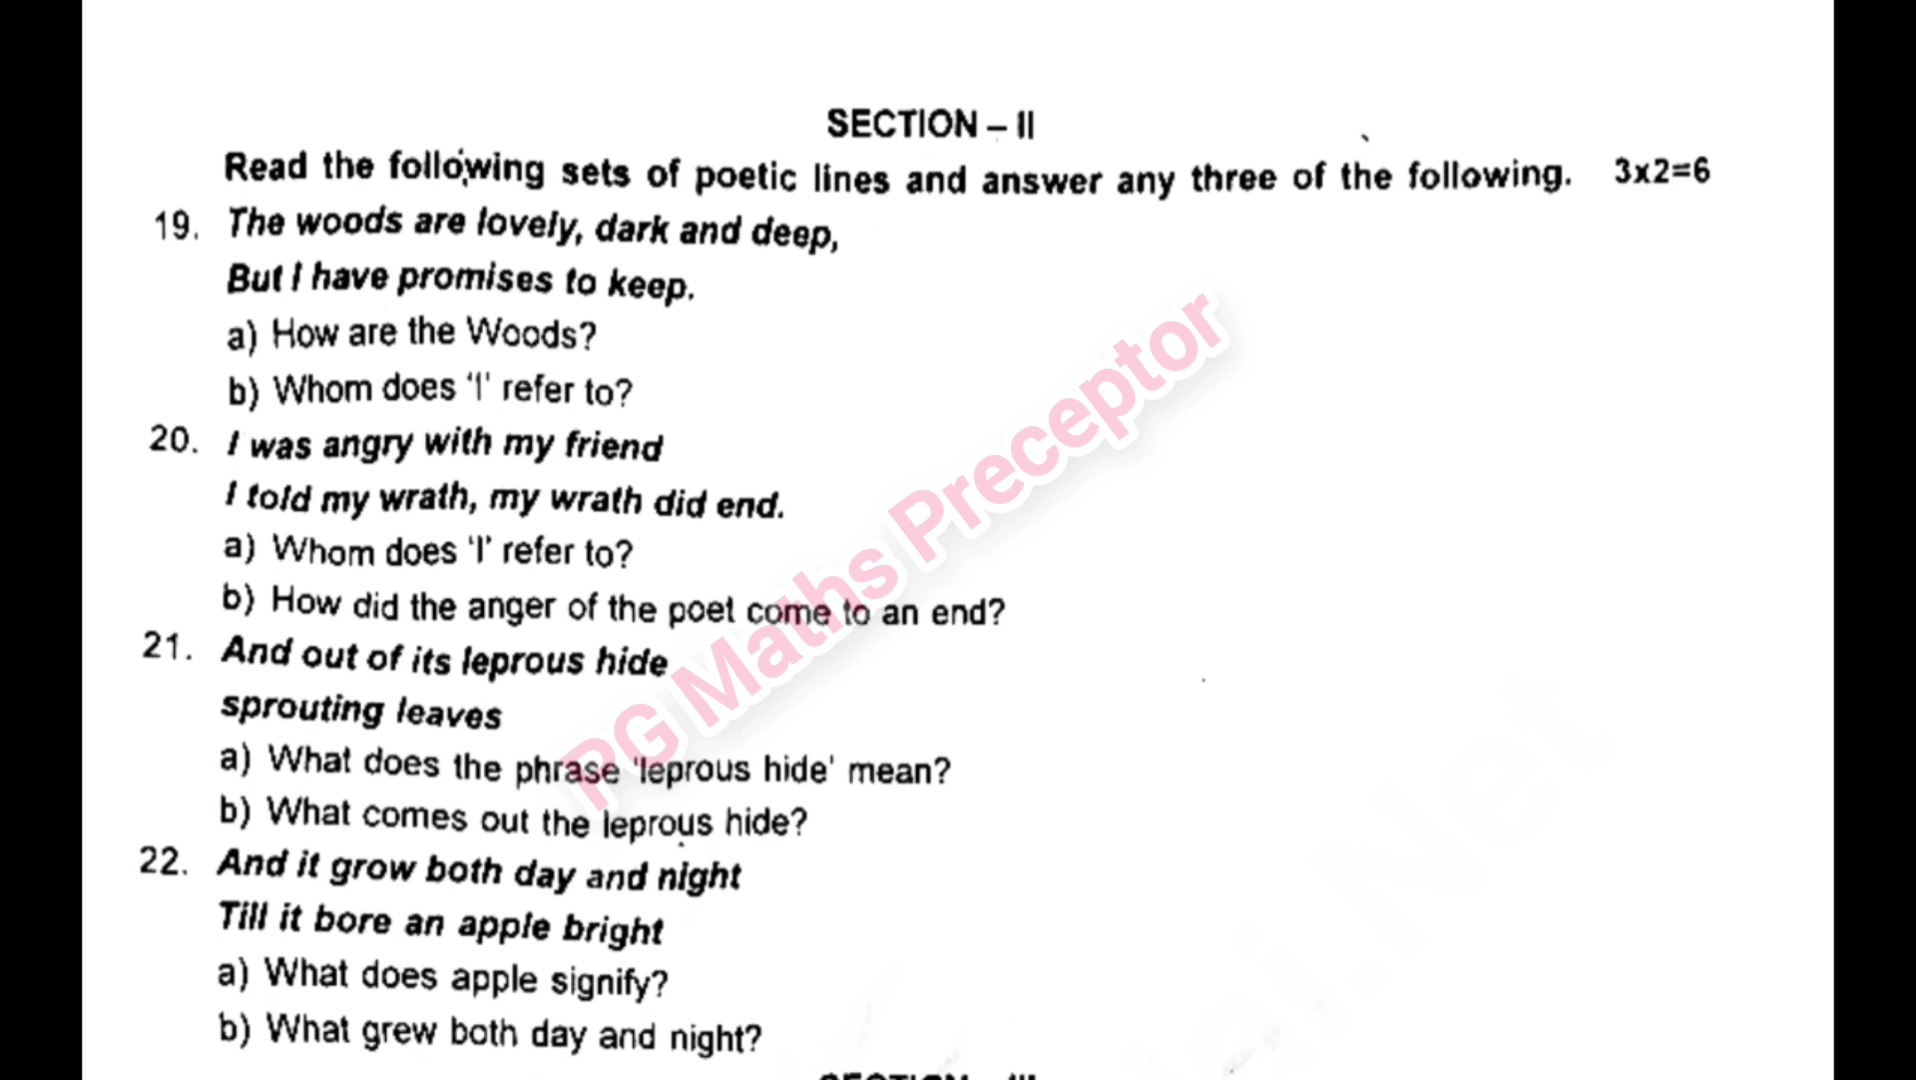 SECTION – II
Read the following sets of poetic lines and answer any three of the following. 3x2=6
19. The woods are lovely, dark and deep,
But I have promises to keep.
a) How are the Woods?
b) Whom does 'I' refer to?
20. I was angry with my friend
I told my wrath, my wrath did end.
a) Whom does 'I' refer to?
b) How did the anger of the poet come to an end?
21. And out of its leprous hide
sprouting leaves
a) What does the phrase 'leprous hide' mean?
b) What comes out the leprous hide?
22. And it grow both day and night
Till it bore an apple bright
a) What does apple signify?
b) What grew both day and night?
SECTION – III
PG Maths Preceptor